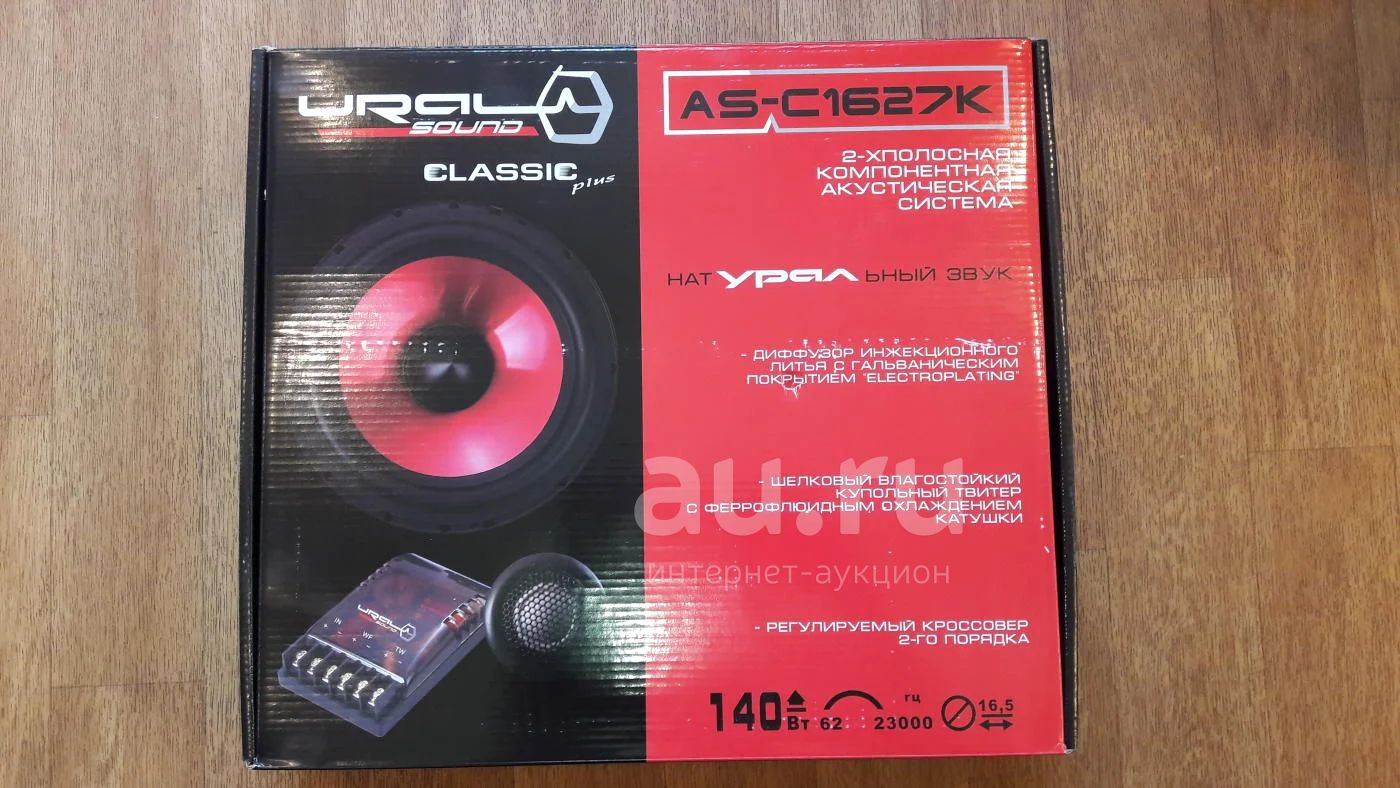 URAL
SOUND
CLASSIC
plus
AS-C1627K
2-ХПОЛОСНАЯ
КОМПОНЕНТНАЯ
АКУСТИЧЕСКАЯ
СИСТЕМА
НАТУРАЛЬНЫЙ ЗВУК
- ДИФФУЗОР ИНЖЕКЦИОННОГО
ЛИТЬЯ С ГАЛЬВАНИЧЕСКИМ
ПОКРЫТИЕМ "ELECTROPLATING"
- ШЕЛКОВЫЙ ВЛАГОСТОЙКИЙ
КУПОЛЬНЫЙ ТВИТЕР
С ФЕРРОФЛЮИДНЫМ ОХЛАЖДЕНИЕМ
КАТУШКИ
au.ru
интернет-аукцион
- РЕГУЛИРУЕМЫЙ КРОССОВЕР
2-ГО ПОРЯДКА
URAL
SOUND
+ IN - WF + - TW -
140 Вт 62 23000 гц 16,5